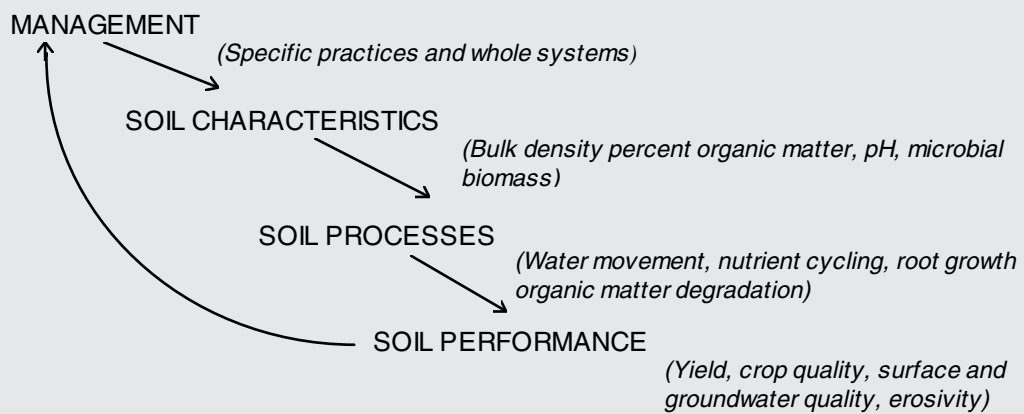 MANAGEMENT
(Specific practices and whole systems)
SOIL CHARACTERISTICS
(Bulk density percent organic matter, pH, microbial
biomass)
SOIL PROCESSES
(Water movement, nutrient cycling, root growth
organic matter degradation)
SOIL PERFORMANCE
(Yield, crop quality, surface and
groundwater quality, erosivity)